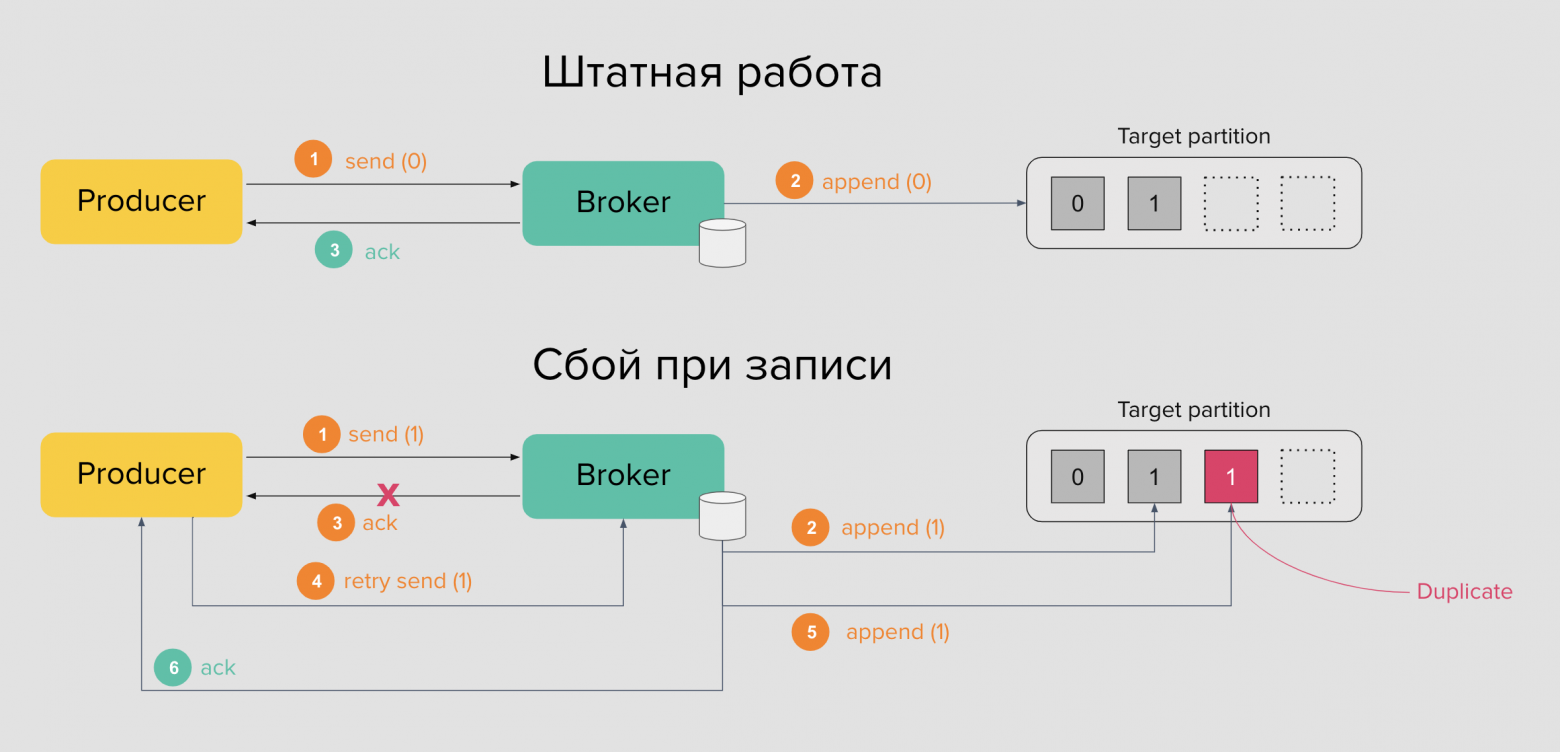 Штатная работа
Target partition
1 send (0)
Producer
Broker
2 append (0)
0 1
3 ack
Сбой при записи
Target partition
1 send (1)
Producer
Broker
0 1 1
X
3 ack
2 append (1)
4 retry send (1)
Duplicate
5 append (1)
6 ack